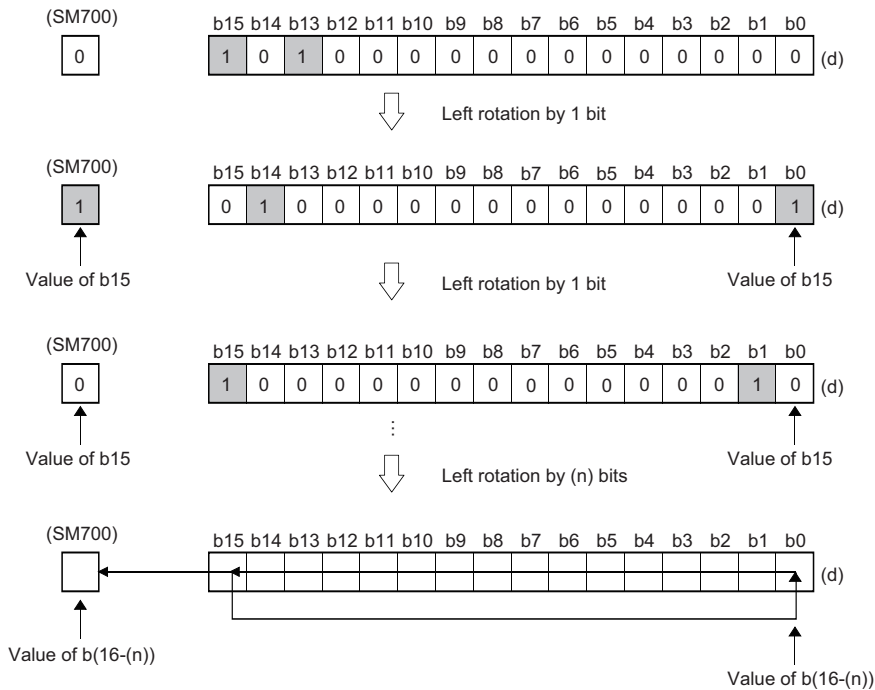 (SM700) b15 b14 b13 b12 b11 b10 b9 b8 b7 b6 b5 b4 b3 b2 b1 b0
0 1 0 1 0 0 0 0 0 0 0 0 0 0 0 0 0 (d)
Left rotation by 1 bit
(SM700) b15 b14 b13 b12 b11 b10 b9 b8 b7 b6 b5 b4 b3 b2 b1 b0
1 0 1 0 0 0 0 0 0 0 0 0 0 0 0 0 1 (d)
Value of b15 Value of b15
Left rotation by 1 bit
(SM700) b15 b14 b13 b12 b11 b10 b9 b8 b7 b6 b5 b4 b3 b2 b1 b0
0 1 0 0 0 0 0 0 0 0 0 0 0 0 0 1 0 (d)
Value of b15 Value of b15
⋮
Left rotation by (n) bits
(SM700) b15 b14 b13 b12 b11 b10 b9 b8 b7 b6 b5 b4 b3 b2 b1 b0
(d)
Value of b(16-(n))
Value of b(16-(n))